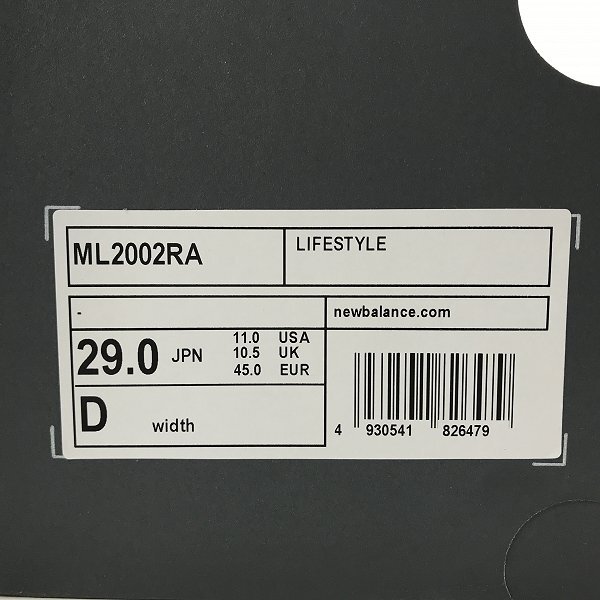 ML2002RA
LIFESTYLE
-
newbalance.com
29.0 JPN
11.0 USA
10.5 UK
45.0 EUR
D width
4 930541 826479